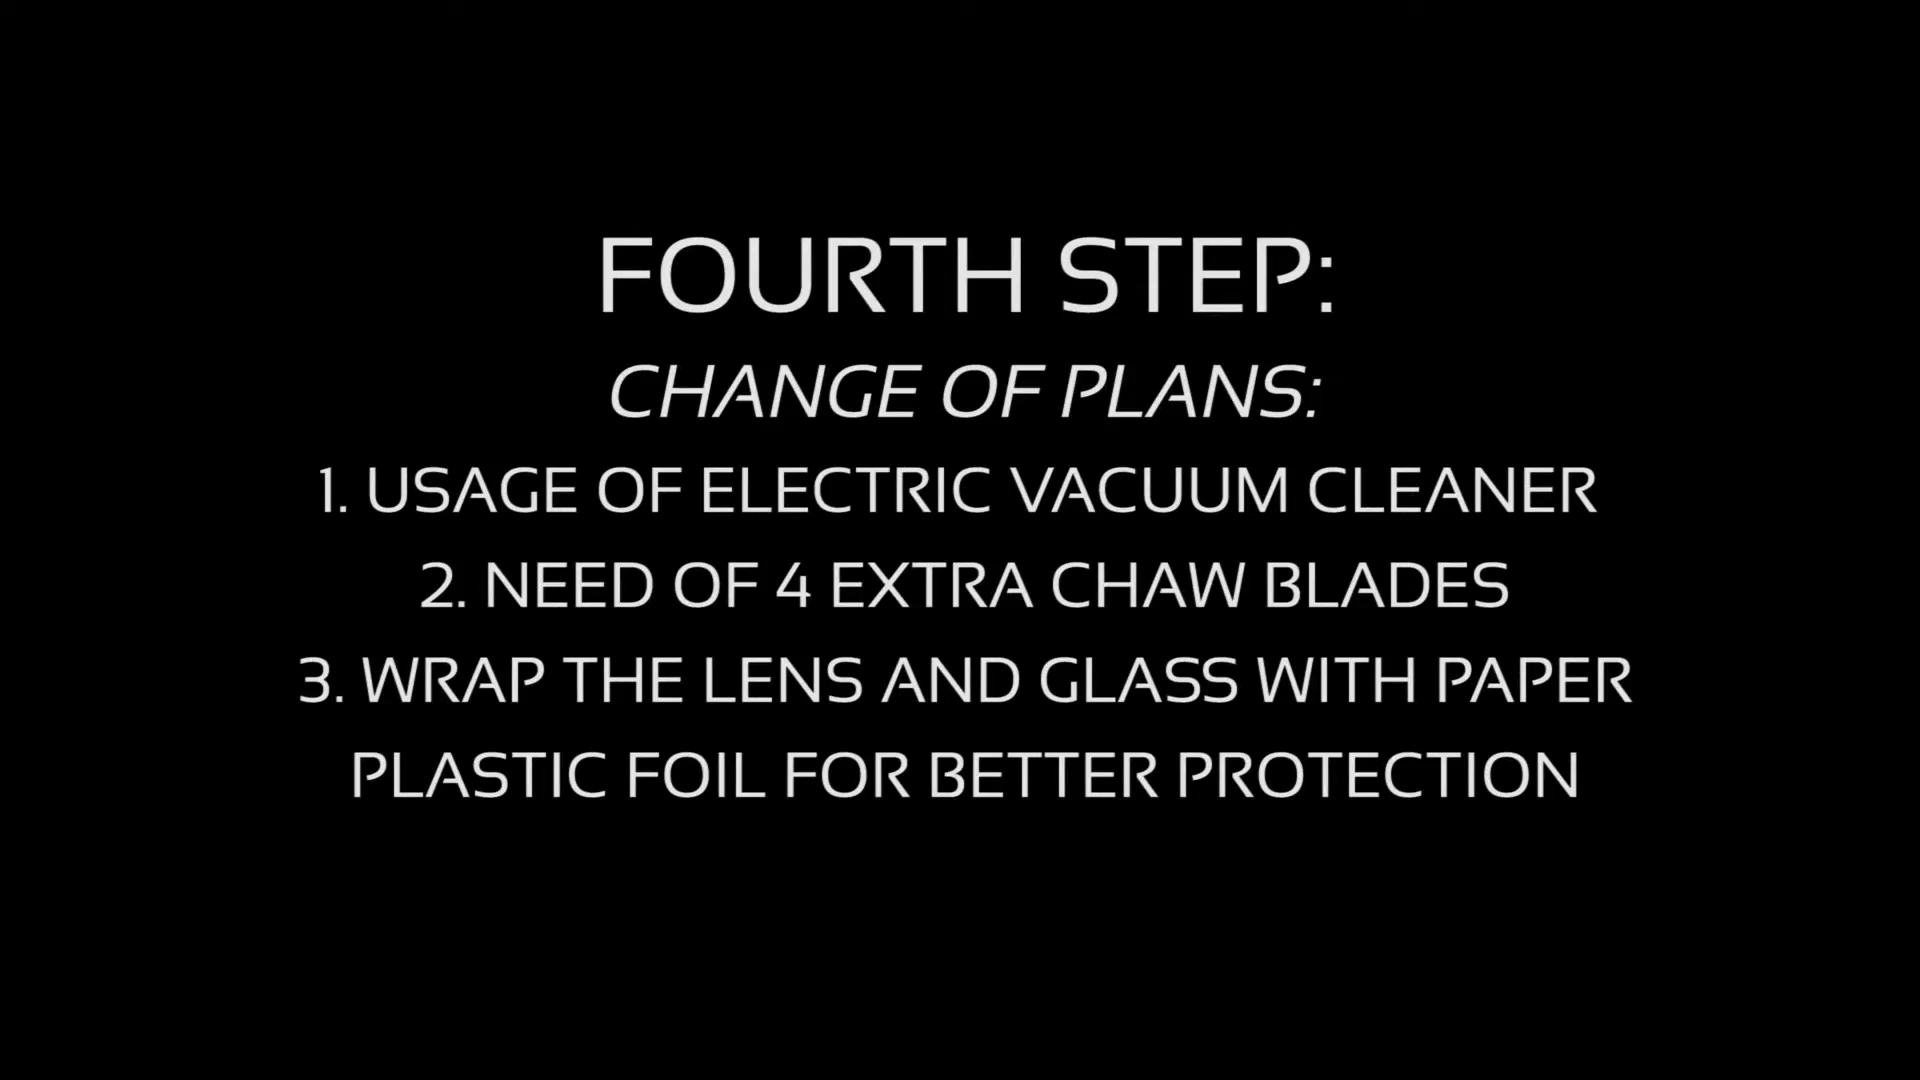 FOURTH STEP:
CHANGE OF PLANS:
1. USAGE OF ELECTRIC VACUUM CLEANER
2. NEED OF 4 EXTRA CHAW BLADES
3. WRAP THE LENS AND GLASS WITH PAPER
PLASTIC FOIL FOR BETTER PROTECTION